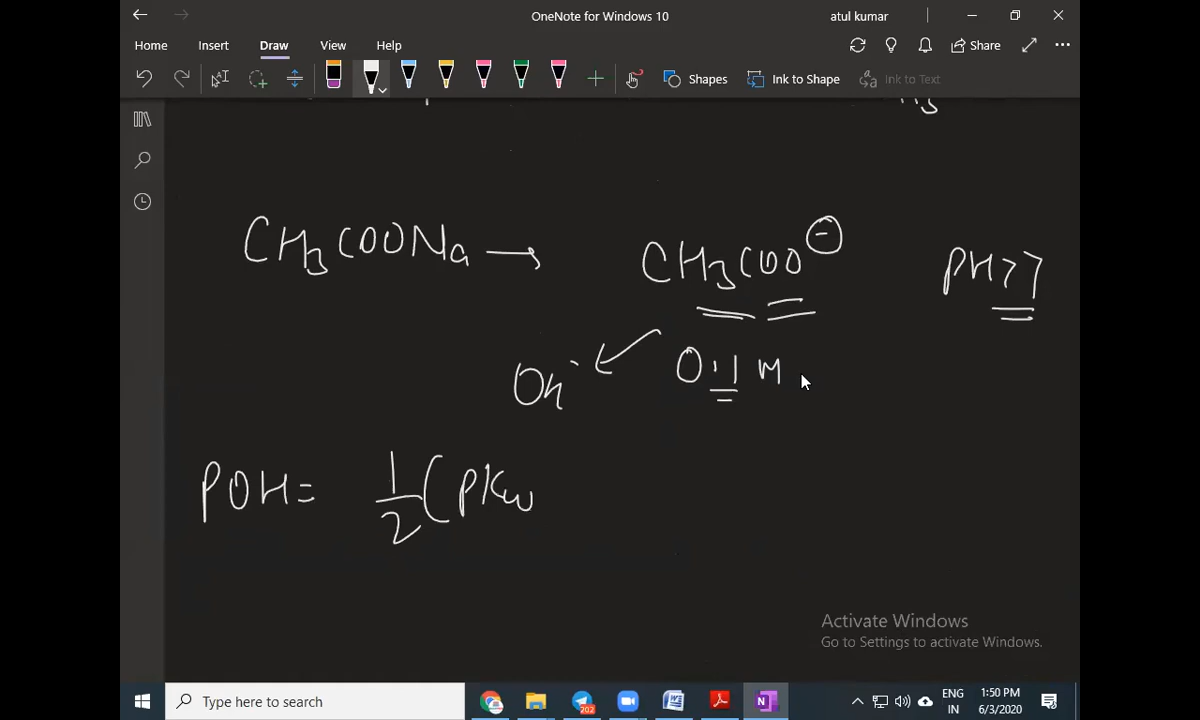 OneNote for Windows 10
atul kumar
Home Insert Draw View Help
Share
Shapes
Ink to Shape
Ink to Text
CH3COONa → CH3COO⊖ PH>7
OH- 0.1 M
POH = 1/2 (PKw
Activate Windows
Go to Settings to activate Windows.
Type here to search
202
ENG
IN
1:50 PM
6/3/2020